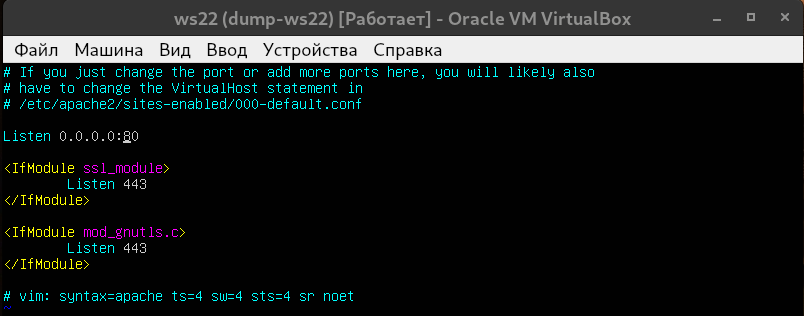 ws22 (dump-ws22) [Работает] - Oracle VM VirtualBox
Файл Машина Вид Ввод Устройства Справка
# If you just change the port or add more ports here, you will likely also
# have to change the VirtualHost statement in
# /etc/apache2/sites-enabled/000-default.conf
Listen 0.0.0.0:80
<IfModule ssl_module>
Listen 443
</IfModule>
<IfModule mod_gnutls.c>
Listen 443
</IfModule>
# vim: syntax=apache ts=4 sw=4 sts=4 sr noet
~